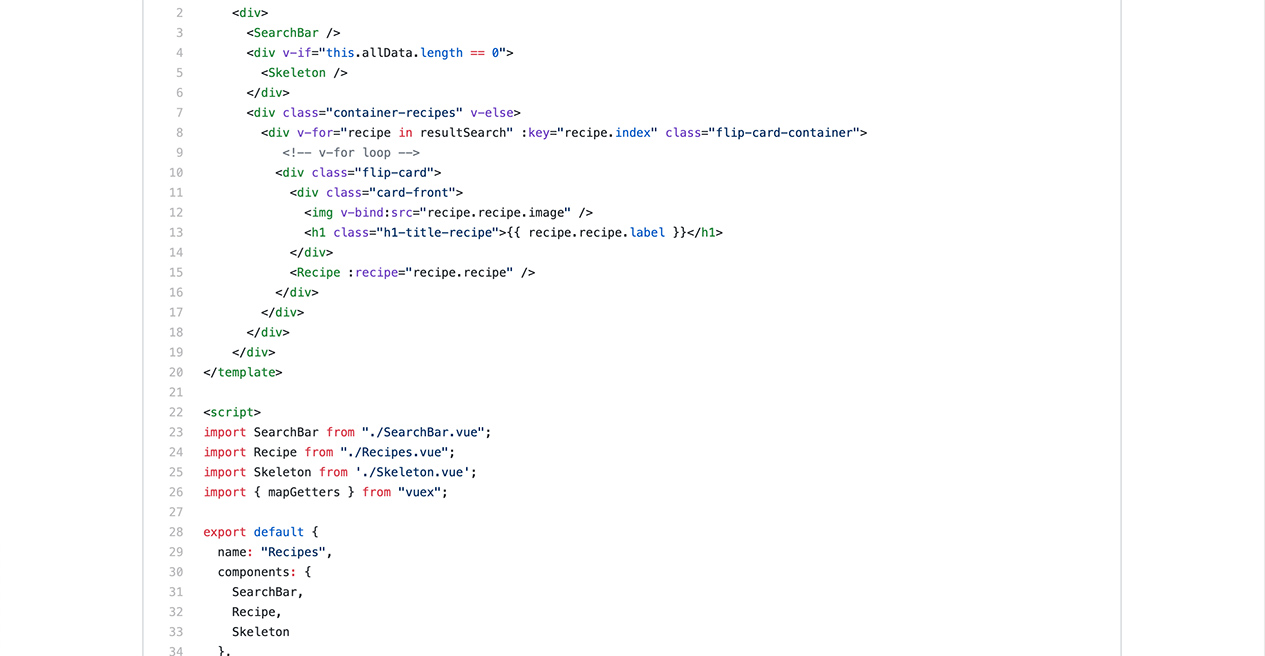 2 <div>
3 <SearchBar />
4 <div v-if="this.allData.length == 0">
5 <Skeleton />
6 </div>
7 <div class="container-recipes" v-else>
8 <div v-for="recipe in resultSearch" :key="recipe.index" class="flip-card-container">
9 <!-- v-for loop -->
10 <div class="flip-card">
11 <div class="card-front">
12 <img v-bind:src="recipe.recipe.image" />
13 <h1 class="h1-title-recipe">{{ recipe.recipe.label }}</h1>
14 </div>
15 <Recipe :recipe="recipe.recipe" />
16 </div>
17 </div>
18 </div>
19 </div>
20 </template>
21
22 <script>
23 import SearchBar from "./SearchBar.vue";
24 import Recipe from "./Recipes.vue";
25 import Skeleton from './Skeleton.vue';
26 import { mapGetters } from "vuex";
27
28 export default {
29 name: "Recipes",
30 components: {
31 SearchBar,
32 Recipe,
33 Skeleton
34 },